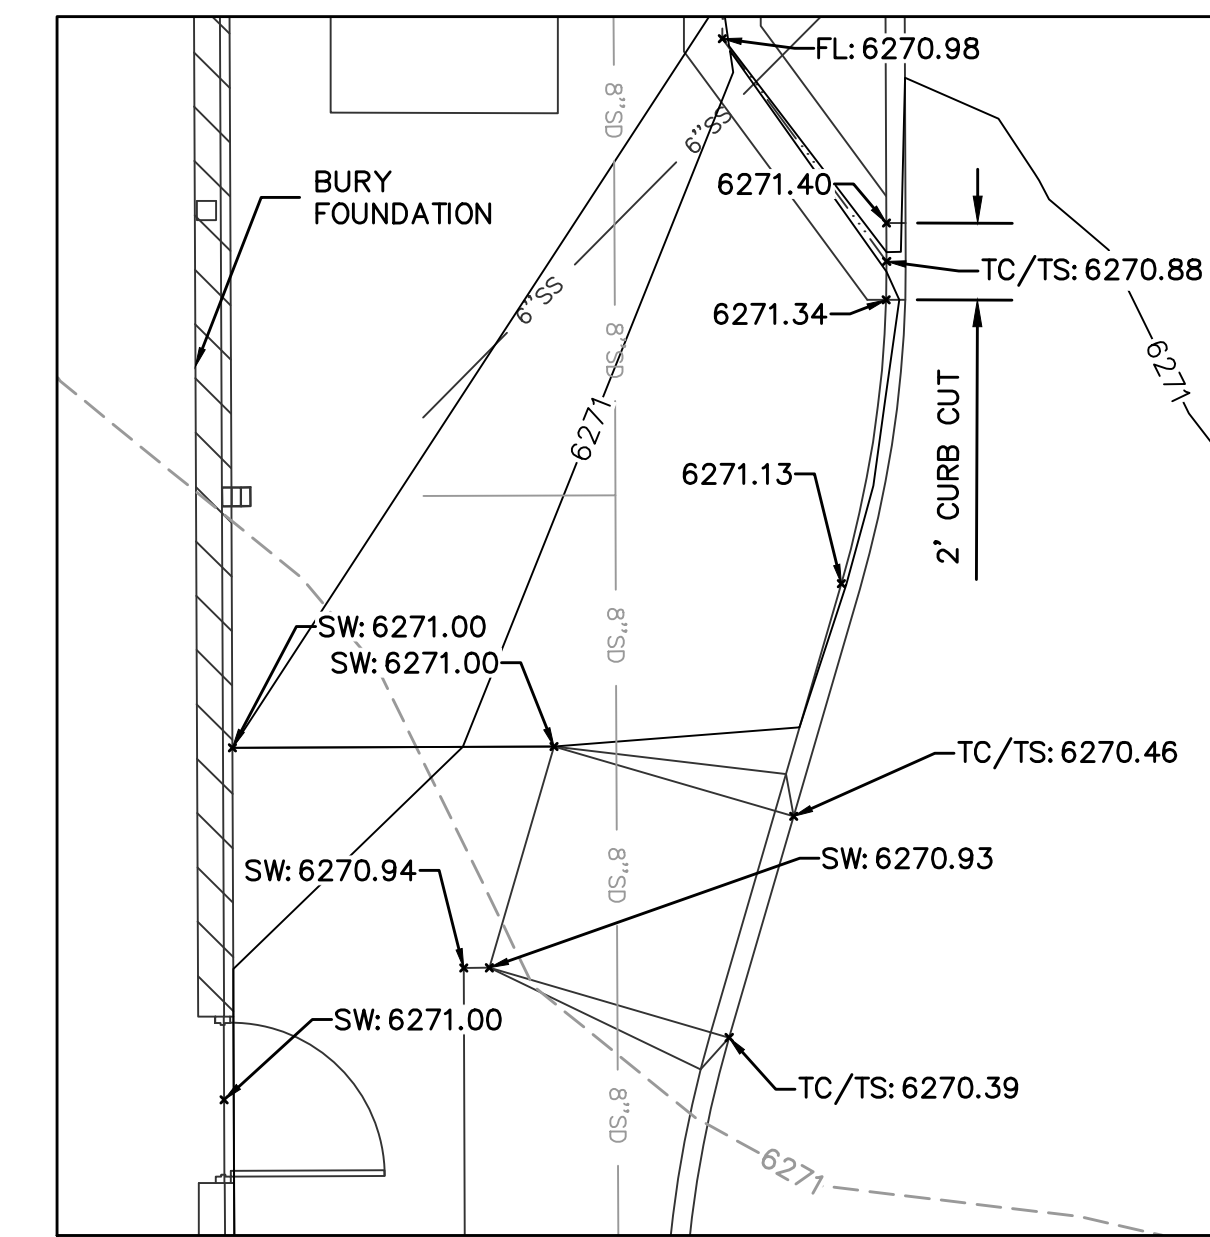 FL: 6270.98
8"SD
6"SS
BURY
FOUNDATION
6271.40
TC/TS: 6270.88
6"SS
6271.34
8"SD
6271
6271
2' CURB CUT
6271.13
8"SD
SW: 6271.00
SW: 6271.00
TC/TS: 6270.46
SW: 6270.94
SW: 6270.93
8"SD
SW: 6271.00
TC/TS: 6270.39
8"SD
6271